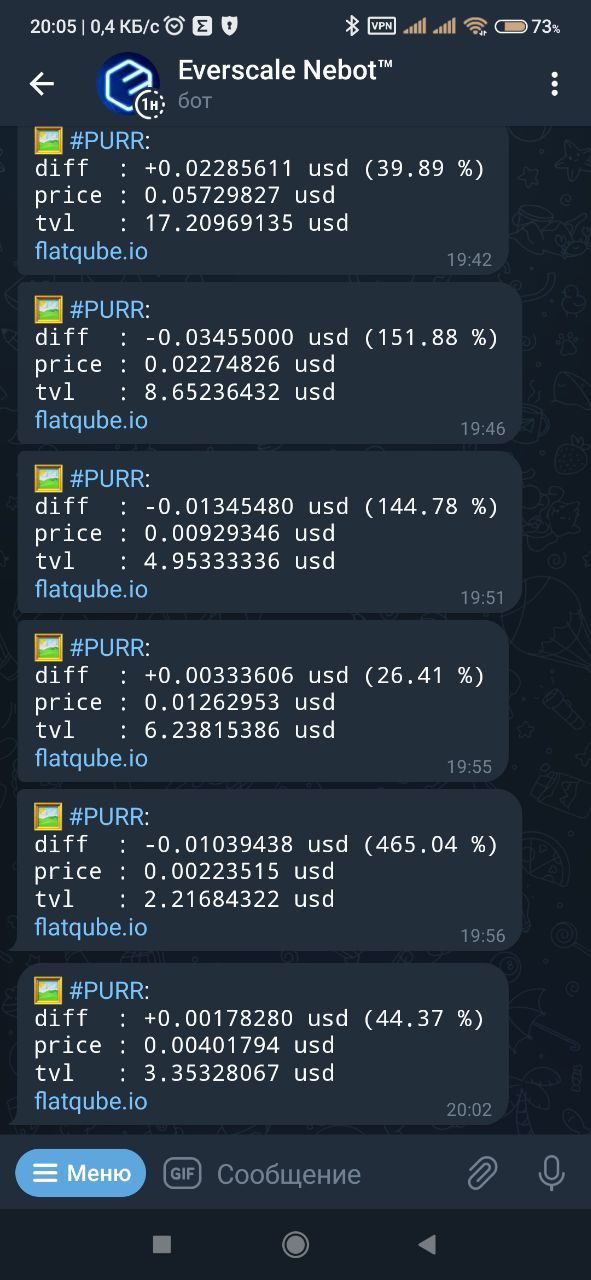 20:05 | 0,4 КБ/с Σ VPN 73%
Everscale Nebot™
1н
бот
#PURR:
diff : +0.02285611 usd (39.89 %)
price : 0.05729827 usd
tvl : 17.20969135 usd
flatqube.io
19:42
#PURR:
diff : -0.03455000 usd (151.88 %)
price : 0.02274826 usd
tvl : 8.65236432 usd
flatqube.io
19:46
#PURR:
diff : -0.01345480 usd (144.78 %)
price : 0.00929346 usd
tvl : 4.95333336 usd
flatqube.io
19:51
#PURR:
diff : +0.00333606 usd (26.41 %)
price : 0.01262953 usd
tvl : 6.23815386 usd
flatqube.io
19:55
#PURR:
diff : -0.01039438 usd (465.04 %)
price : 0.00223515 usd
tvl : 2.21684322 usd
flatqube.io
19:56
#PURR:
diff : +0.00178280 usd (44.37 %)
price : 0.00401794 usd
tvl : 3.35328067 usd
flatqube.io
20:02
Меню GIF Сообщение